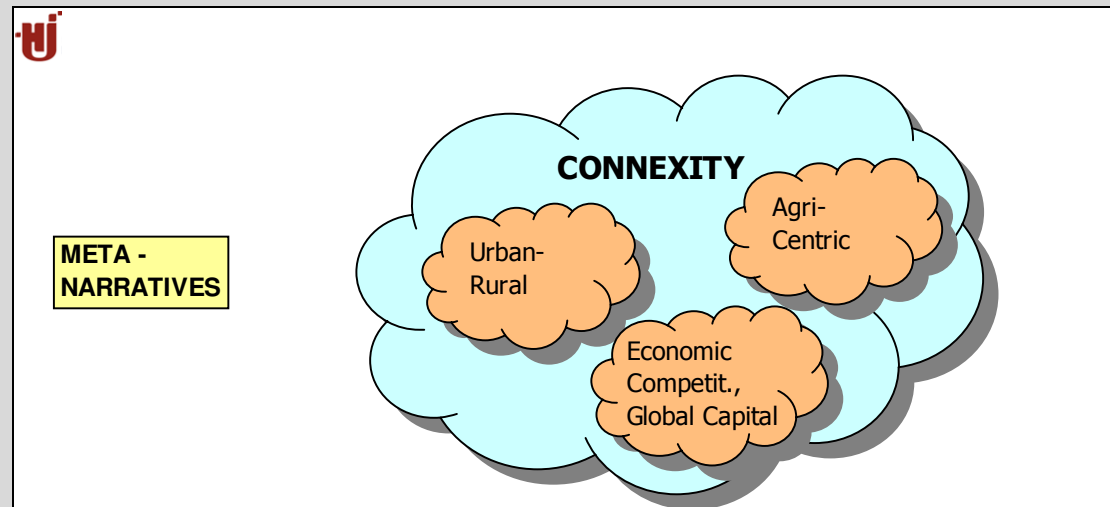 CONNEXITY
Agri-
Centric
Urban-
Rural
META -
NARRATIVES
Economic
Competit.,
Global Capital